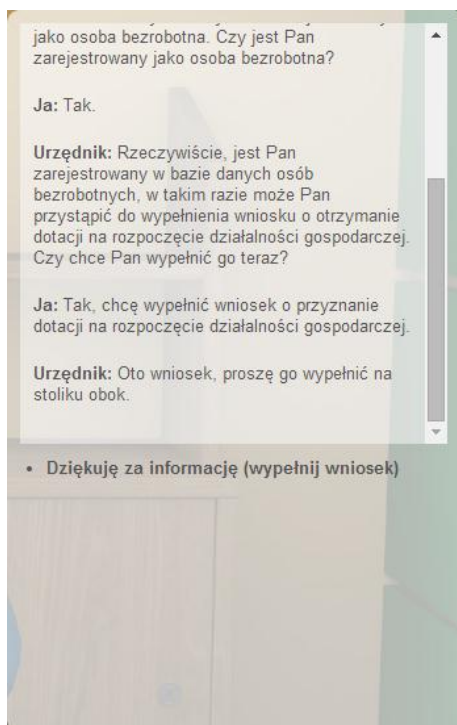 jako osoba bezrobotna. Czy jest Pan
zarejestrowany jako osoba bezrobotna?
Ja: Tak.
Urzędnik: Rzeczywiście, jest Pan
zarejestrowany w bazie danych osób
bezrobotnych, w takim razie może Pan
przystąpić do wypełnienia wniosku o otrzymanie
dotacji na rozpoczęcie działalności gospodarczej.
Czy chce Pan wypełnić go teraz?
Ja: Tak, chcę wypełnić wniosek o przyznanie
dotacji na rozpoczęcie działalności gospodarczej.
Urzędnik: Oto wniosek, proszę go wypełnić na
stoliku obok.
• Dziękuję za informację (wypełnij wniosek)